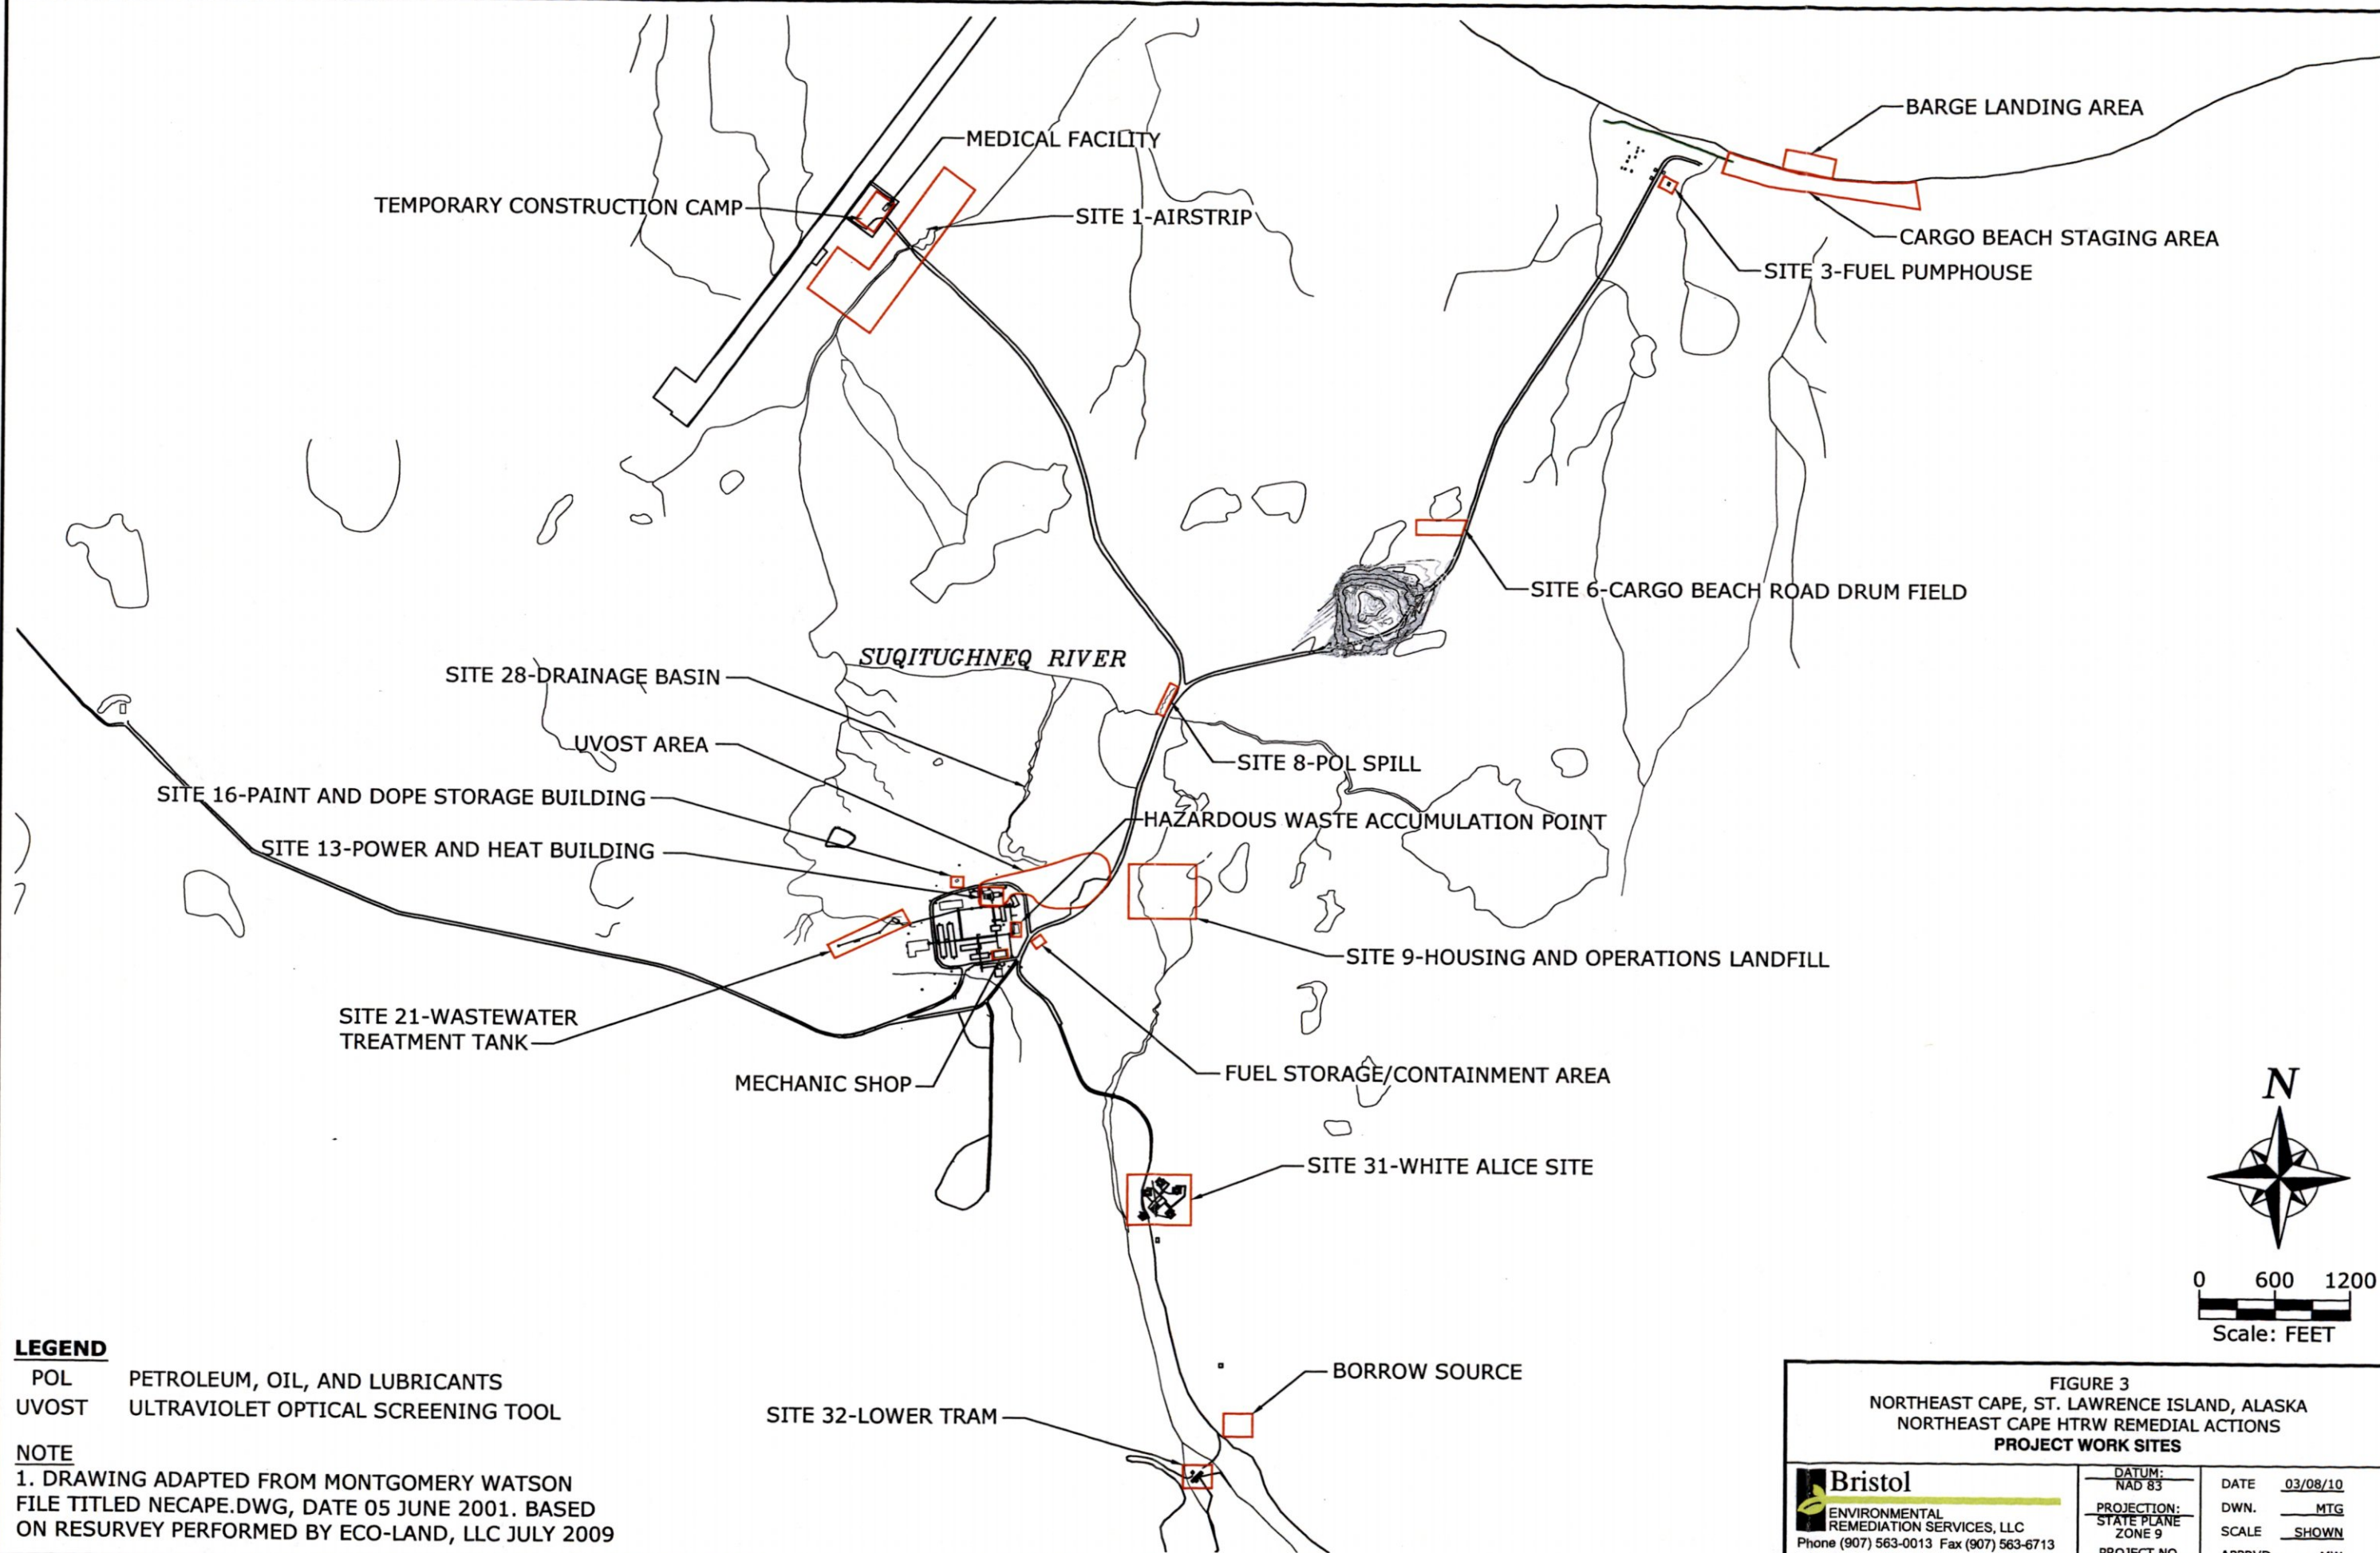 BARGE LANDING AREA
MEDICAL FACILITY
TEMPORARY CONSTRUCTION CAMP
SITE 1-AIRSTRIP
CARGO BEACH STAGING AREA
SITE 3-FUEL PUMPHOUSE
SITE 6-CARGO BEACH ROAD DRUM FIELD
SUQITUGHNEQ RIVER
SITE 28-DRAINAGE BASIN
UVOST AREA
SITE 8-POL SPILL
SITE 16-PAINT AND DOPE STORAGE BUILDING
HAZARDOUS WASTE ACCUMULATION POINT
SITE 13-POWER AND HEAT BUILDING
SITE 9-HOUSING AND OPERATIONS LANDFILL
SITE 21-WASTEWATER
TREATMENT TANK
MECHANIC SHOP
FUEL STORAGE/CONTAINMENT AREA
SITE 31-WHITE ALICE SITE
N
0 600 1200
Scale: FEET
BORROW SOURCE
SITE 32-LOWER TRAM
LEGEND
POL PETROLEUM, OIL, AND LUBRICANTS
UVOST ULTRAVIOLET OPTICAL SCREENING TOOL
NOTE
1. DRAWING ADAPTED FROM MONTGOMERY WATSON
FILE TITLED NECAPE.DWG, DATE 05 JUNE 2001. BASED
ON RESURVEY PERFORMED BY ECO-LAND, LLC JULY 2009
FIGURE 3
NORTHEAST CAPE, ST. LAWRENCE ISLAND, ALASKA
NORTHEAST CAPE HTRW REMEDIAL ACTIONS
PROJECT WORK SITES
Bristol
ENVIRONMENTAL
REMEDIATION SERVICES, LLC
Phone (907) 563-0013 Fax (907) 563-6713
DATUM:
NAD 83
PROJECTION:
STATE PLANE
ZONE 9
PROJECT NO
DATE 03/08/10
DWN. MTG
SCALE SHOWN